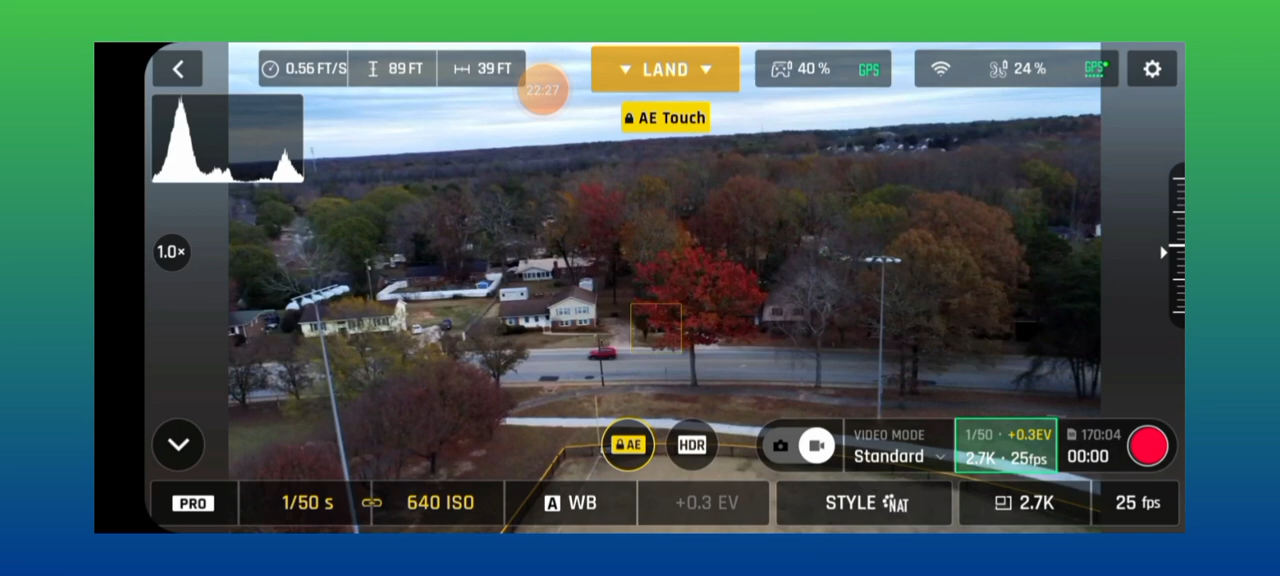 0.56 FT/S 89 FT 39 FT
22:27
LAND
40 % GPS
24 % GPS
AE Touch
1.0×
AE
HDR
VIDEO MODE
Standard
1/50 · +0.3EV
2.7K · 25fps
170:04
00:00
PRO
1/50 s
640 ISO
A WB
+0.3 EV
STYLE NAT
2.7K
25 fps